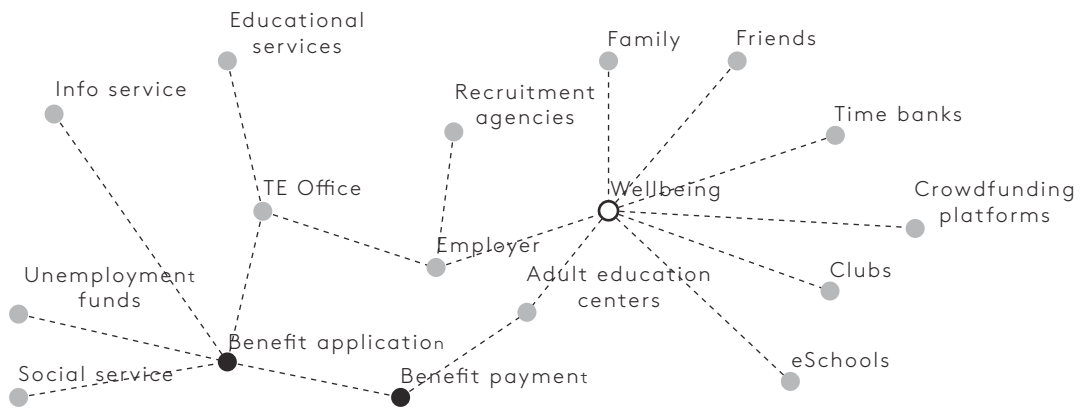 Educational
services
Family
Friends
Info service
Recruitment
agencies
Time banks
TE Office
Wellbeing
Crowdfunding
platforms
Employer
Unemployment
funds
Adult education
centers
Clubs
Benefit application
eSchools
Social service
Benefit payment